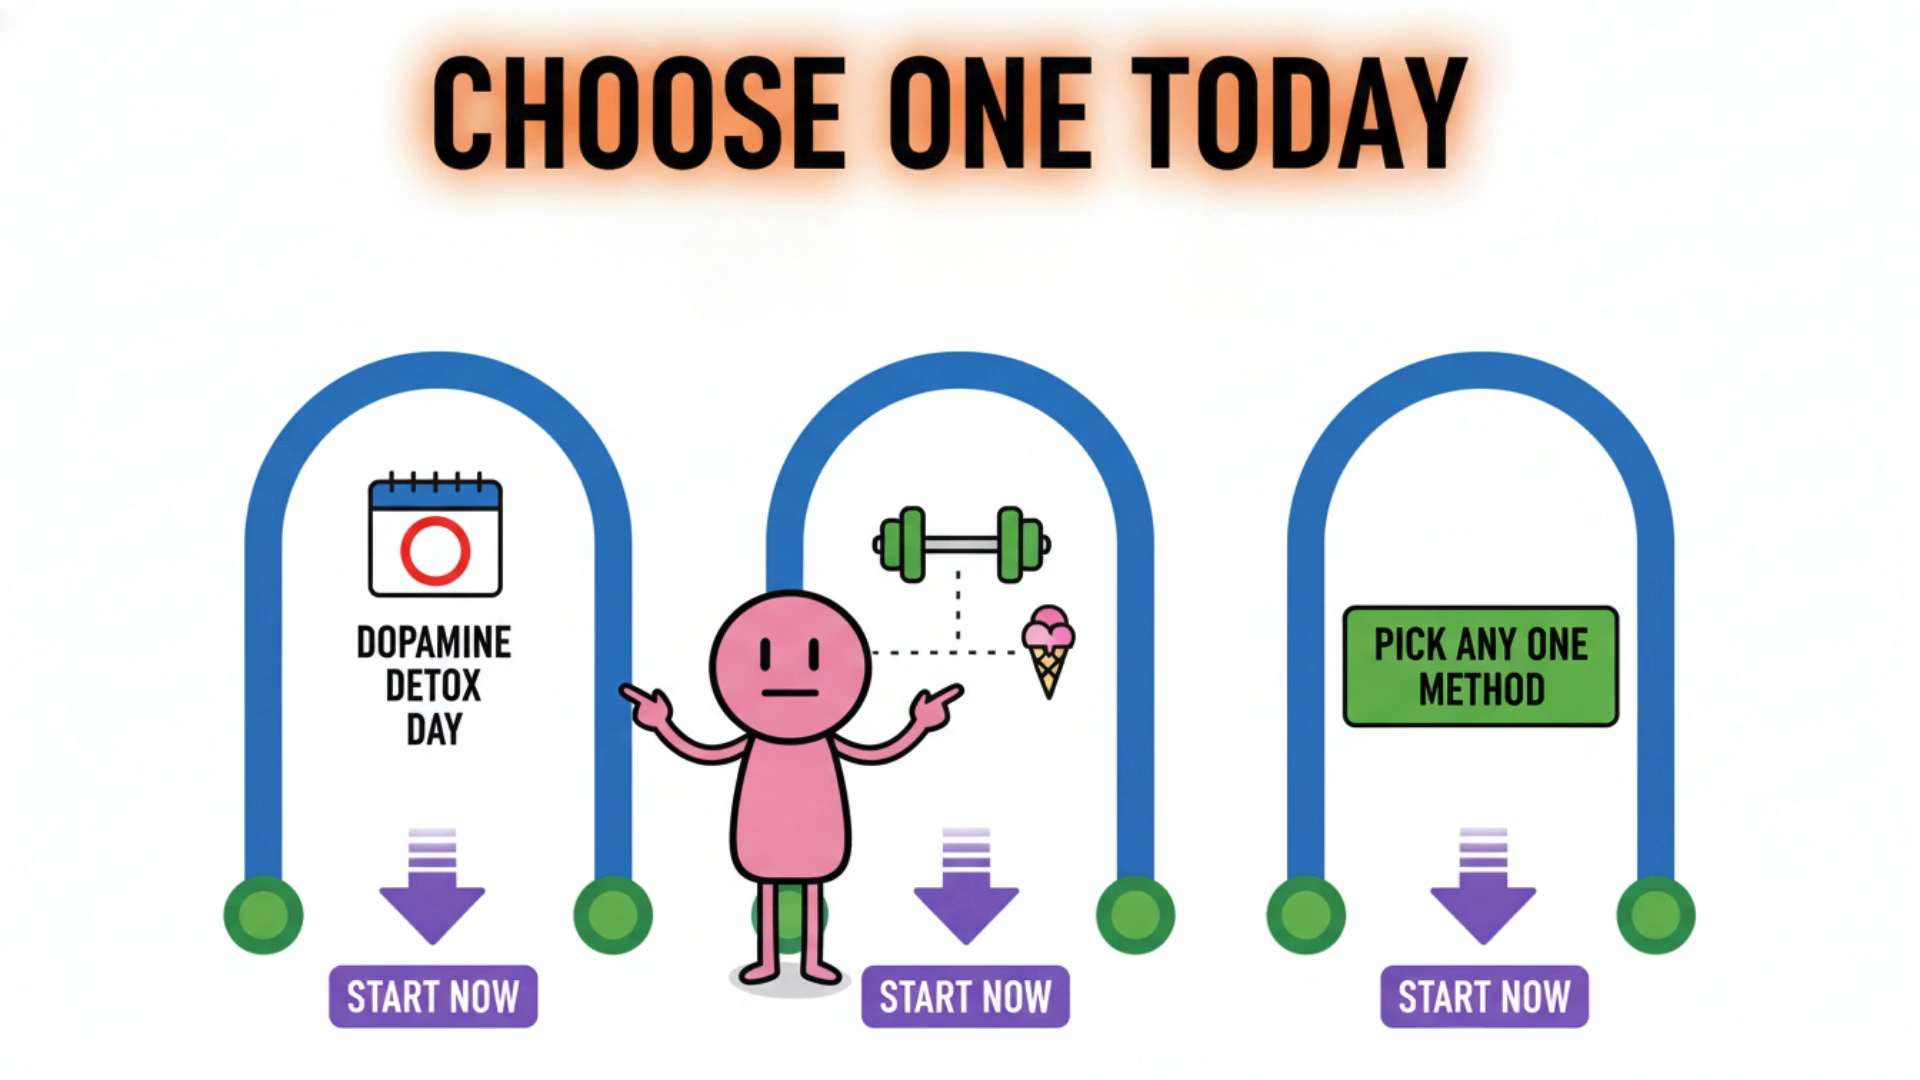 CHOOSE ONE TODAY
DOPAMINE
DETOX
DAY
PICK ANY ONE
METHOD
START NOW
START NOW
START NOW